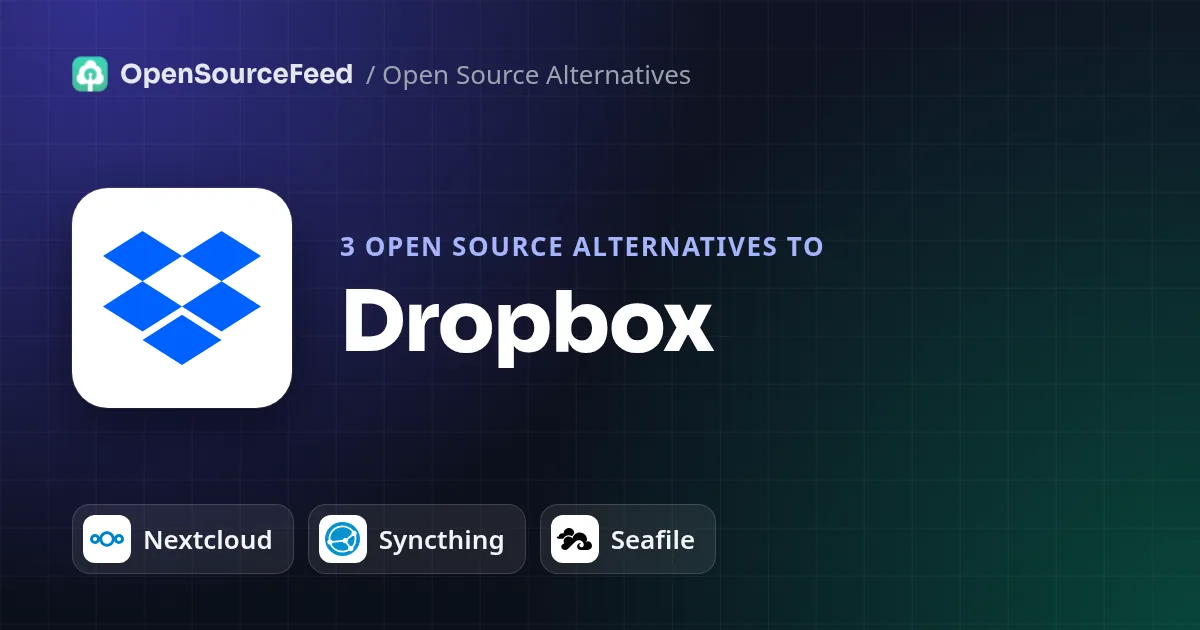 OpenSourceFeed / Open Source Alternatives
3 OPEN SOURCE ALTERNATIVES TO
Dropbox
Nextcloud
Syncthing
Seafile